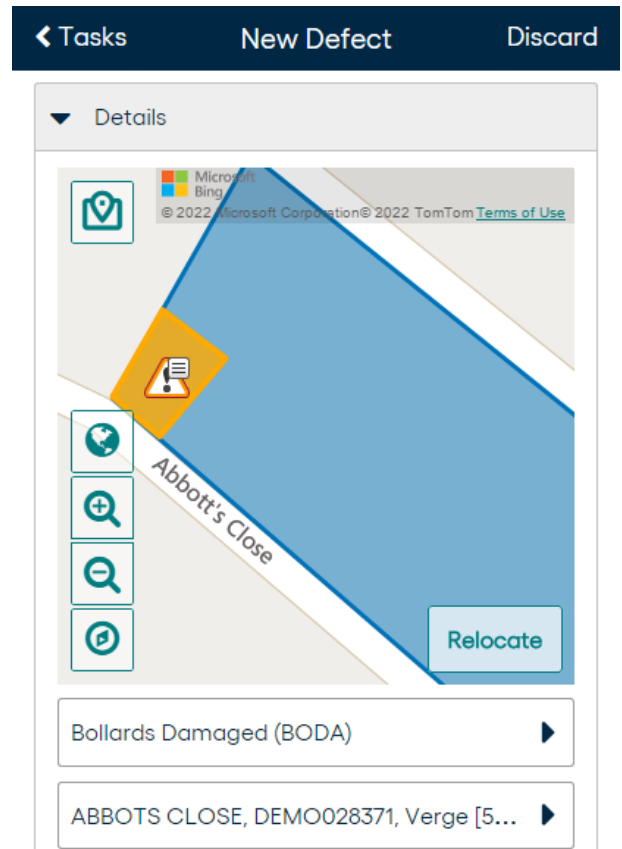 Tasks
New Defect
Discard
Details
Microsoft
Bing
© 2022 Microsoft Corporation© 2022 TomTom Terms of Use
Abbott's Close
Relocate
Bollards Damaged (BODA)
ABBOTS CLOSE, DEMO028371, Verge [5...